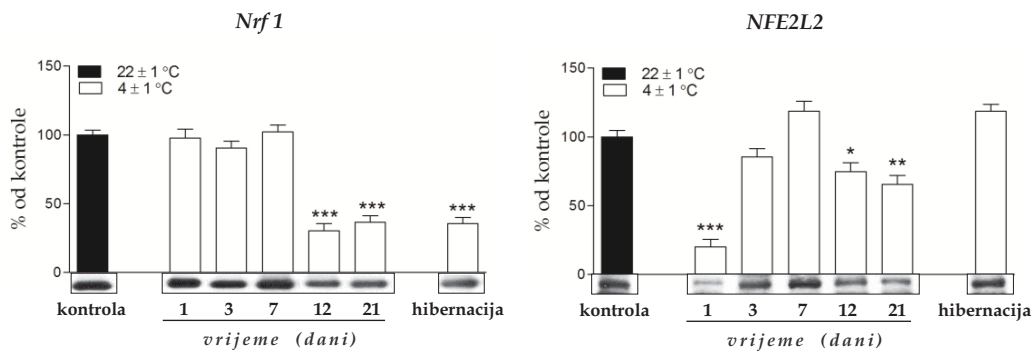 Nrf 1
150
100
50
0
% od kontrole
22 ± 1 °C
4 ± 1 °C
*** *** ***
kontrola 1 3 7 12 21 hibernacija
vrijeme (dani)
NFE2L2
150
100
50
0
% od kontrole
22 ± 1 °C
4 ± 1 °C
*** * **
kontrola 1 3 7 12 21 hibernacija
vrijeme (dani)